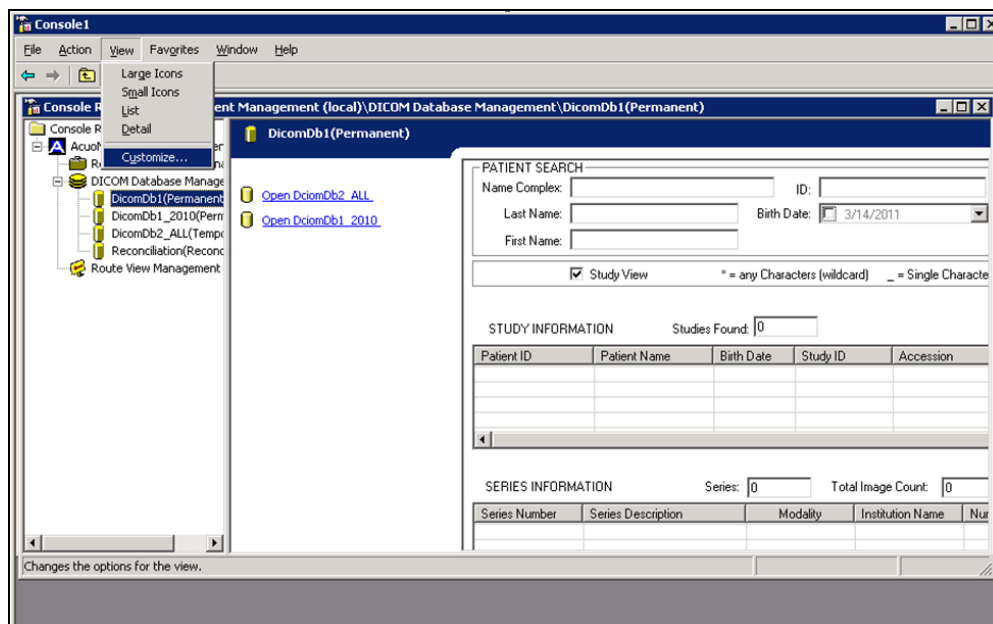 Console1
File Action View Favorites Window Help
Large Icons
Small Icons
List
Detail
Customize...
Console R ent Management (local)\DICOM Database Management\DicomDb1(Permanent)
Console R
DICOM Database Manage
DicomDb1(Permanent
DicomDb1_2010(Perm
DicomDb2_ALL(Tempo
Reconciliation(Reconc
Route View Management
DicomDb1(Permanent)
Open DciomDb2_ALL
Open DciomDb1_2010
PATIENT SEARCH
Name Complex: ID:
Last Name: Birth Date: 3/14/2011
First Name:
Study View * = any Characters (wildcard) _ = Single Characte
STUDY INFORMATION Studies Found: 0
Patient ID Patient Name Birth Date Study ID Accession
SERIES INFORMATION Series: 0 Total Image Count: 0
Series Number Series Description Modality Institution Name Nur
Changes the options for the view.